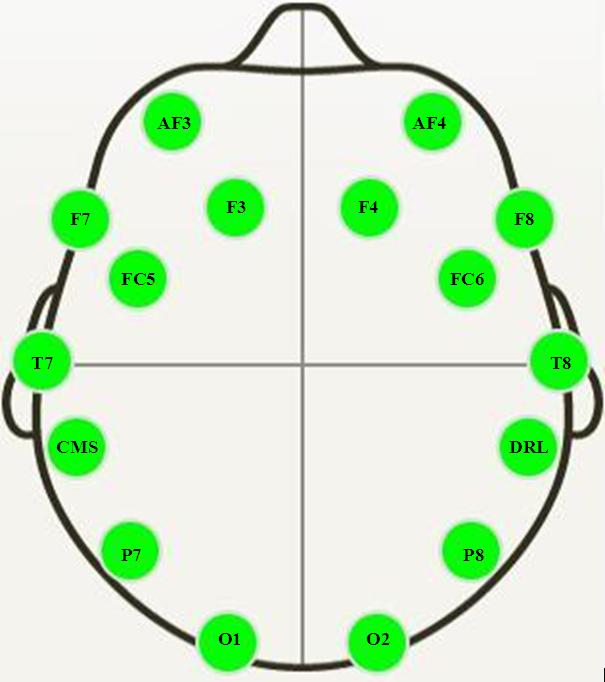 AF3 AF4
F3 F4
F7 F8
FC5 FC6
T7 T8
CMS DRL
P7 P8
O1 O2